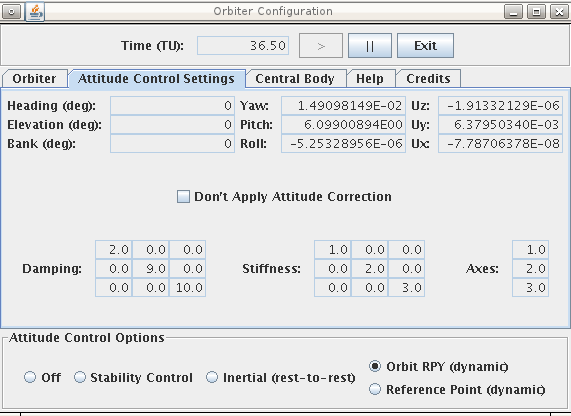 Orbiter Configuration
Time (TU): 36.50 > || Exit
Orbiter Attitude Control Settings Central Body Help Credits
Heading (deg): 0 Yaw: 1.49098149E-02 Uz: -1.91332129E-06
Elevation (deg): 0 Pitch: 6.09900894E00 Uy: 6.37950340E-03
Bank (deg): 0 Roll: -5.25328956E-06 Ux: -7.78706378E-08
Don't Apply Attitude Correction
2.0 0.0 0.0 1.0 0.0 0.0 1.0
Damping: 0.0 9.0 0.0 Stiffness: 0.0 2.0 0.0 Axes: 2.0
0.0 0.0 10.0 0.0 0.0 3.0 3.0
Attitude Control Options
Off Stability Control Inertial (rest-to-rest) Orbit RPY (dynamic)
Reference Point (dynamic)